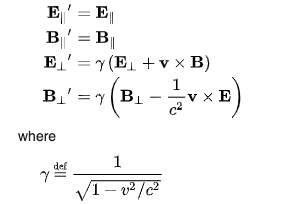 𝐄∥′ = 𝐄∥
𝐁∥′ = 𝐁∥
𝐄⊥′ = γ (𝐄⊥ + 𝐯 × 𝐁)
𝐁⊥′ = γ (𝐁⊥ − 1/c² 𝐯 × 𝐄)
where
γ ≝ 1/√(1 − v²/c²)